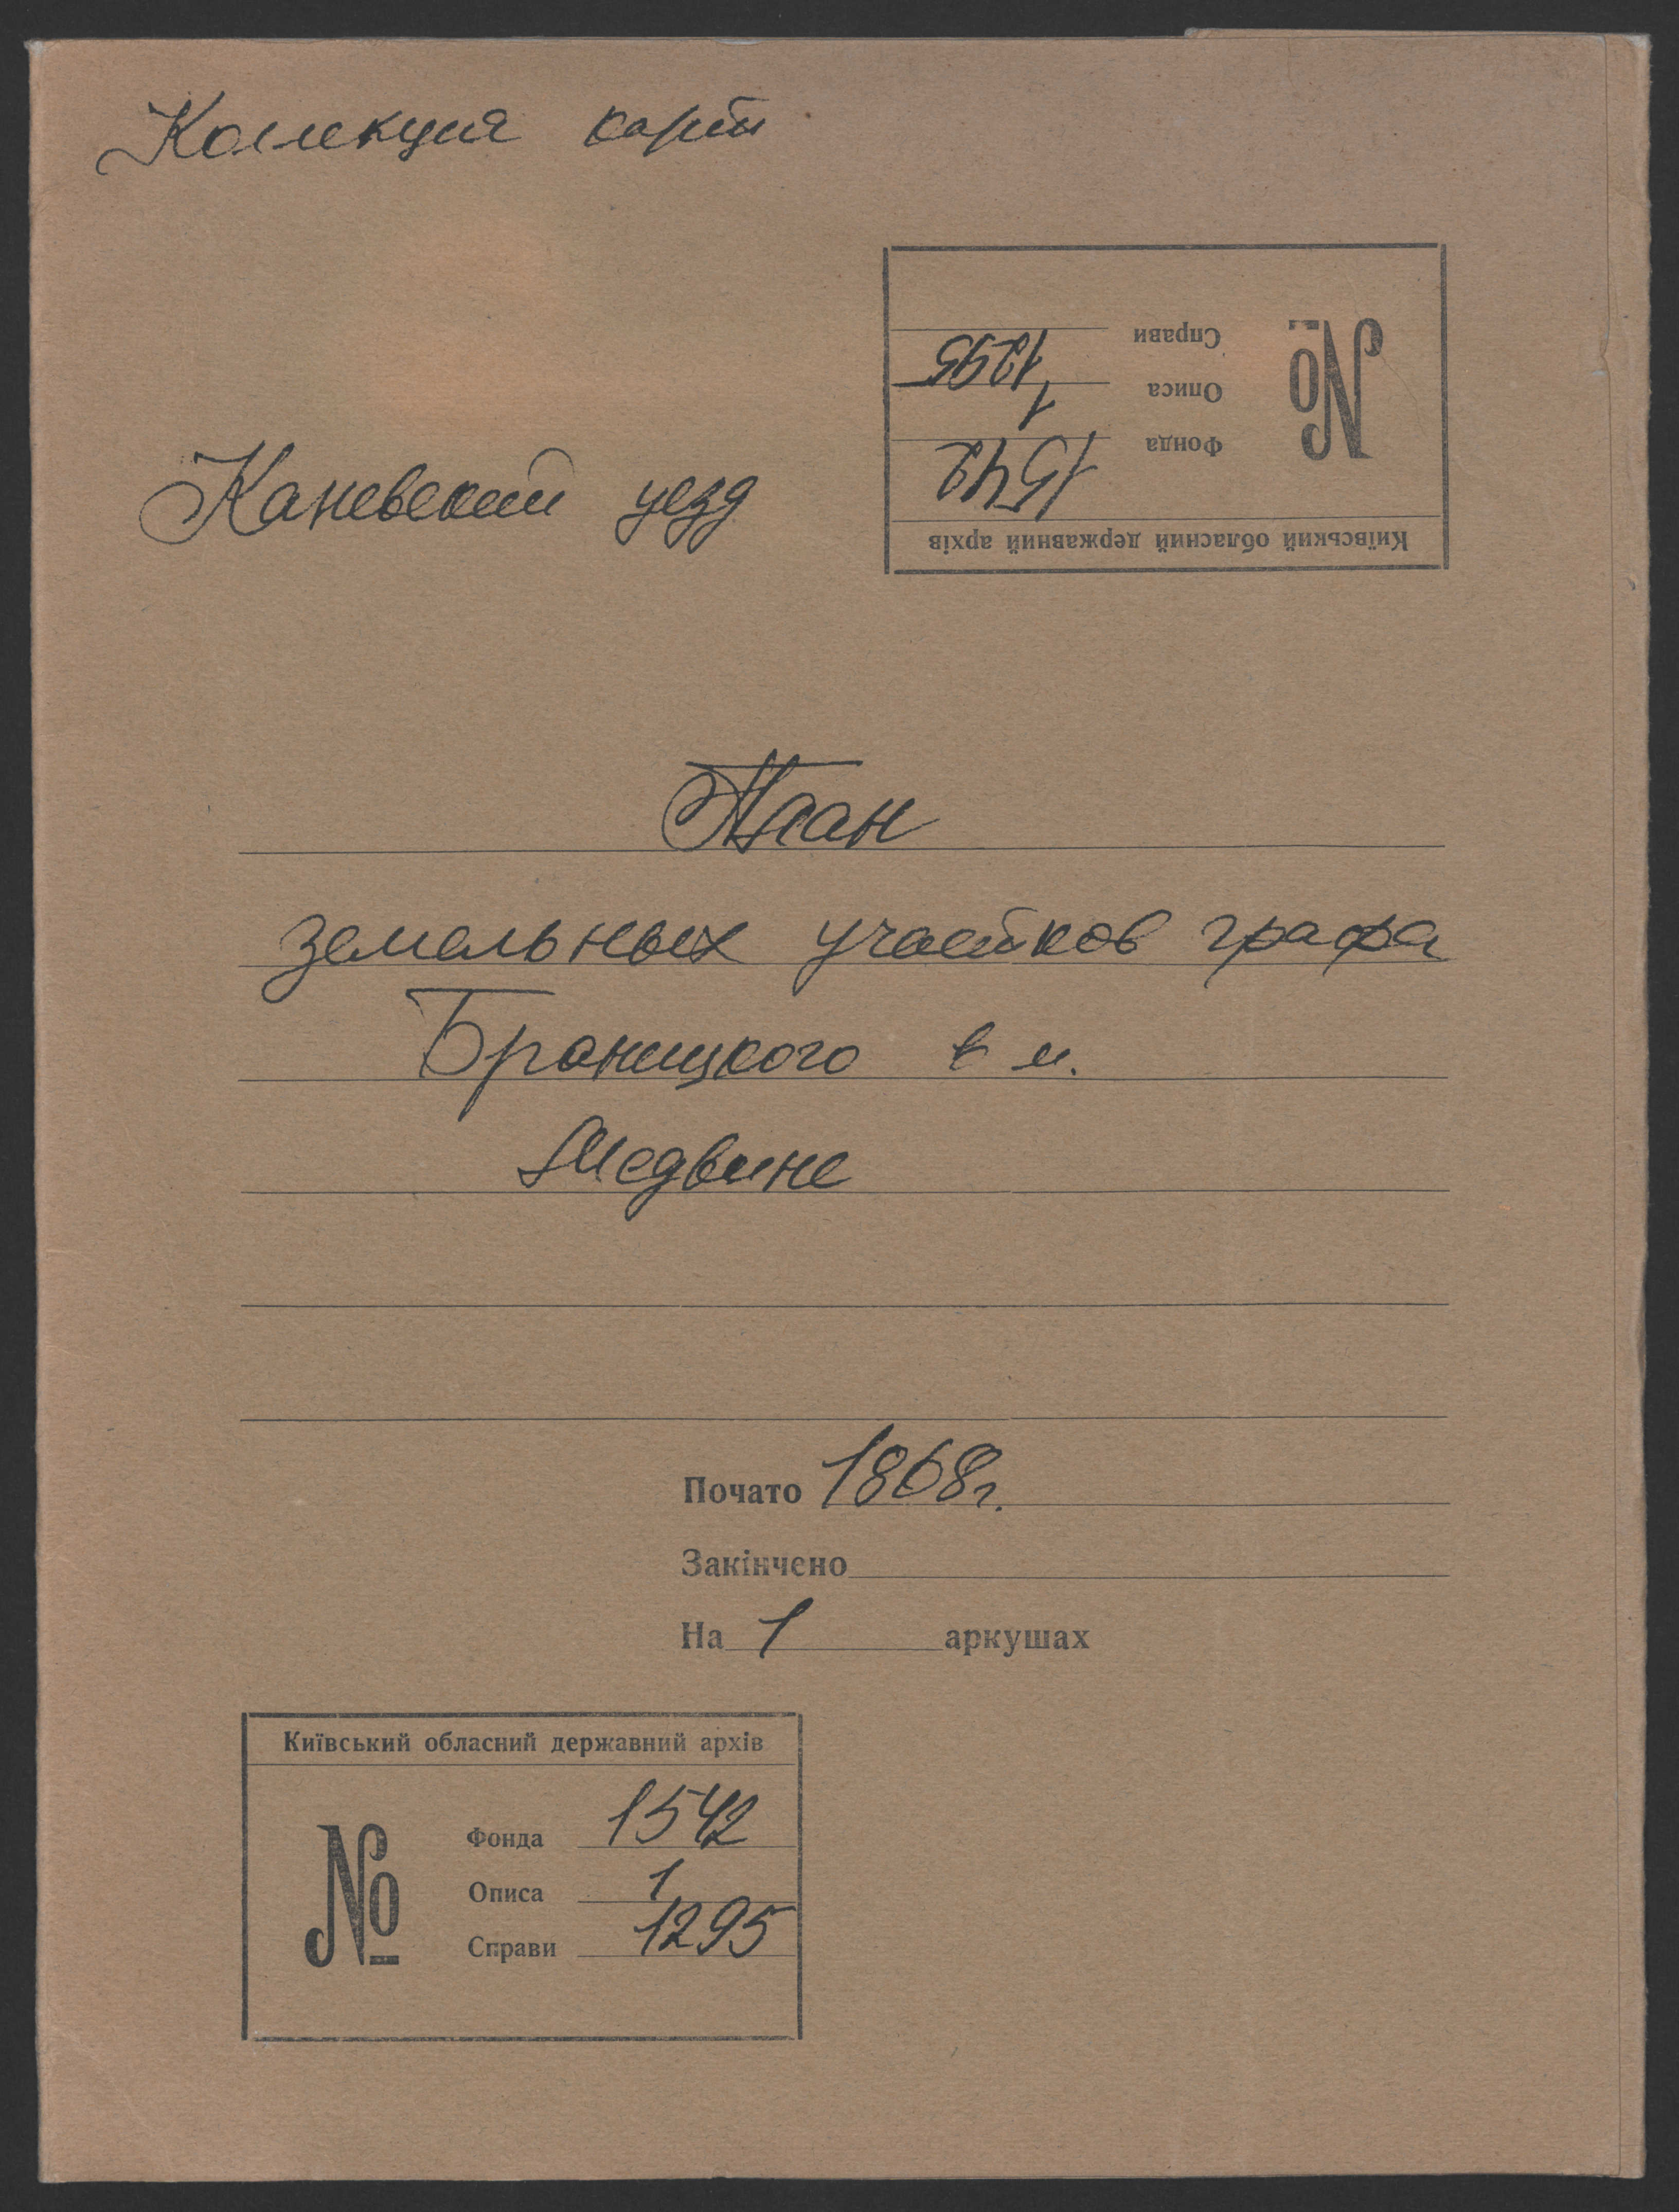 Коллекция карт
Каневский уезд
Київський обласний державний архів
№
Фонда 1542
Описа 1
Справи 1295
План
земельных участков графа
Браницкого в м.
Медвине
Почато 1868г.
Закінчено
На 1 аркушах
Київський обласний державний архів
№
Фонда 1542
Описа 1
Справи 1295